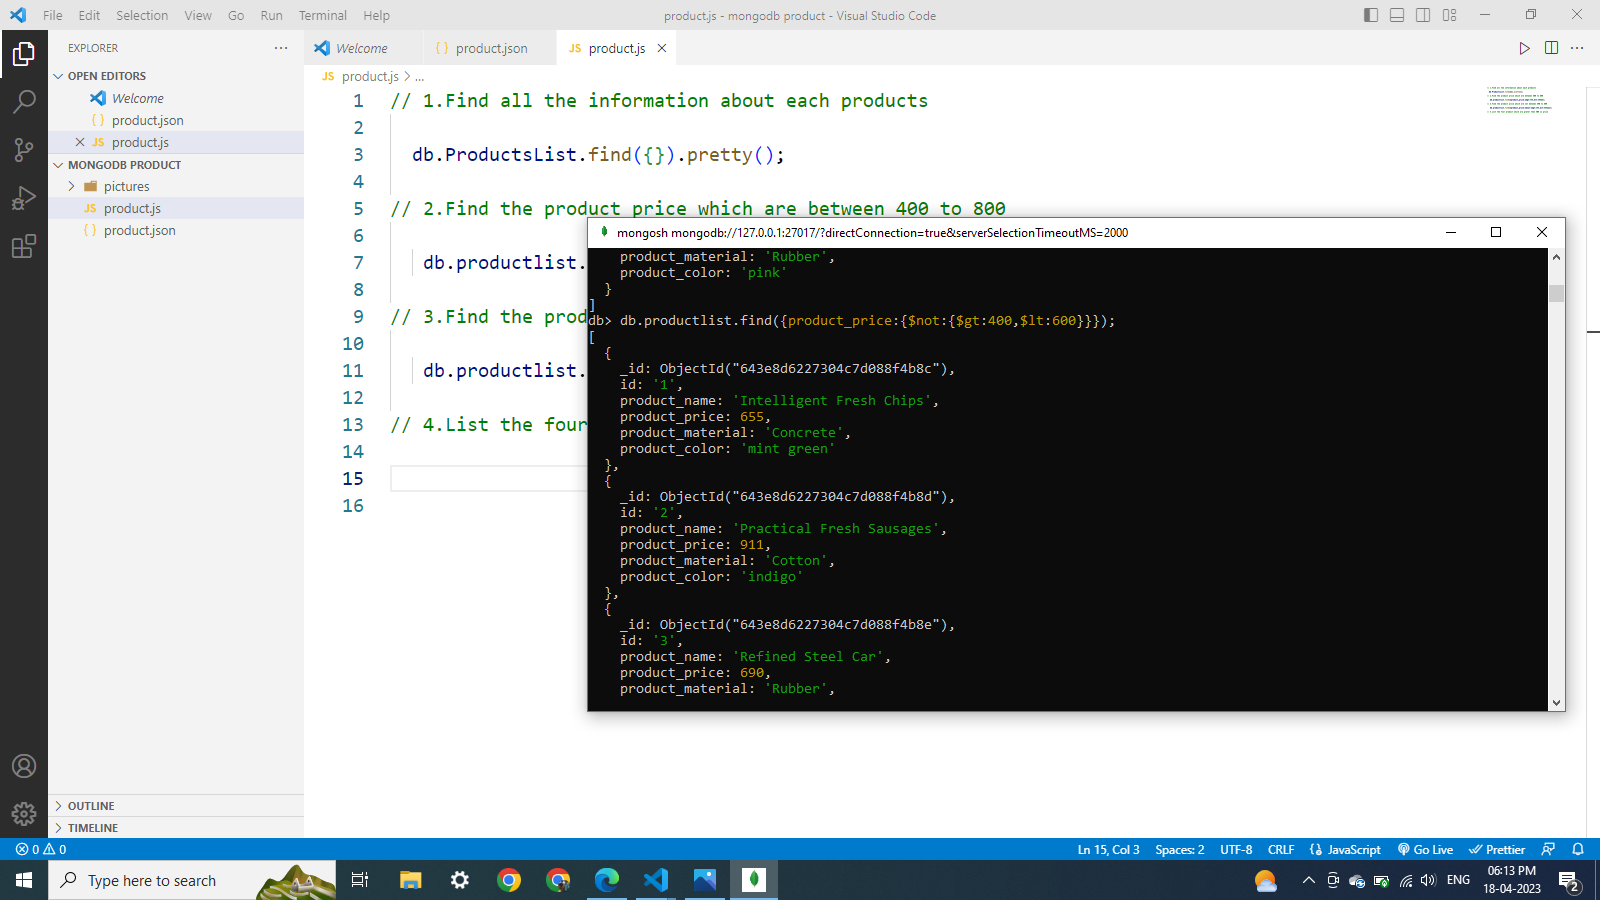 File Edit Selection View Go Run Terminal Help
product.js - mongodb product - Visual Studio Code
EXPLORER
OPEN EDITORS
Welcome
product.json
JS product.js
MONGODB PRODUCT
pictures
JS product.js
product.json
OUTLINE
TIMELINE
Welcome
{} product.json
JS product.js
JS product.js > ...
1 // 1.Find all the information about each products
2
3 db.ProductsList.find({}).pretty();
4
5 // 2.Find the product price which are between 400 to 800
6
7 db.productlist.
8
9 // 3.Find the prod
10
11 db.productlist.
12
13 // 4.List the four
14
15
16
mongosh mongodb://127.0.0.1:27017/?directConnection=true&serverSelectionTimeoutMS=2000
product_material: 'Rubber',
product_color: 'pink'
}
]
db> db.productlist.find({product_price:{$not:{$gt:400,$lt:600}}});
[
{
_id: ObjectId("643e8d6227304c7d088f4b8c"),
id: '1',
product_name: 'Intelligent Fresh Chips',
product_price: 655,
product_material: 'Concrete',
product_color: 'mint green'
},
{
_id: ObjectId("643e8d6227304c7d088f4b8d"),
id: '2',
product_name: 'Practical Fresh Sausages',
product_price: 911,
product_material: 'Cotton',
product_color: 'indigo'
},
{
_id: ObjectId("643e8d6227304c7d088f4b8e"),
id: '3',
product_name: 'Refined Steel Car',
product_price: 690,
product_material: 'Rubber',
0 0
Ln 15, Col 3 Spaces: 2 UTF-8 CRLF {} JavaScript Go Live Prettier
Type here to search
ENG
06:13 PM
18-04-2023
2